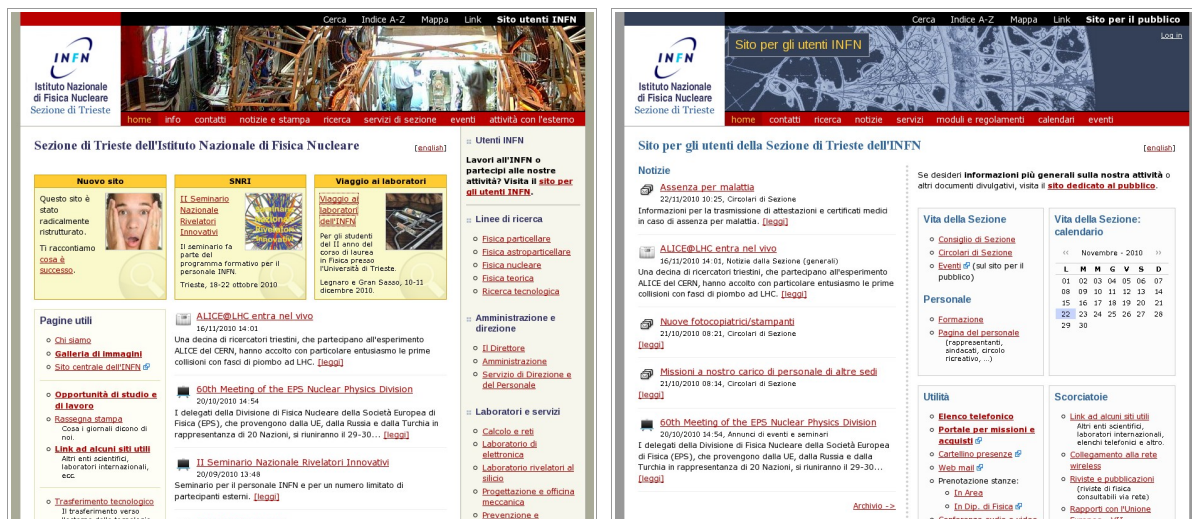 Cerca Indice A-Z Mappa Link Sito utenti INFN
INFN
Istituto Nazionale
di Fisica Nucleare
Sezione di Trieste
home info contatti notizie e stampa ricerca servizi di sezione eventi attività con l'esterno
Sezione di Trieste dell'Istituto Nazionale di Fisica Nucleare
[english]
Nuovo sito
Questo sito è
stato
radicalmente
ristrutturato.
Ti raccontiamo
cosa è
successo.
SNRI
II Seminario
Nazionale
Rivelatori
Innovativi
Seminario
Nazionale
Rivelatori
Innovativi
Il seminario fa
parte del
programma formativo per il
personale INFN.
Trieste, 18-22 ottobre 2010
Viaggio ai laboratori
Viaggio ai
laboratori
dell'INFN
Per gli studenti
del II anno del
corso di laurea
in Fisica presso
l'Università di Trieste.
Legnaro e Gran Sasso, 10-11
dicembre 2010.
Pagine utili
Chi siamo
Galleria di immagini
Sito centrale dell'INFN
Opportunità di studio e
di lavoro
Rassegna stampa
Cosa i giornali dicono di
noi.
Link ad alcuni siti utili
Altri enti scientifici,
laboratori internazionali,
ecc.
Trasferimento tecnologico
Il trasferimento verso
ALICE@LHC entra nel vivo
16/11/2010 14:01
Una decina di ricercatori triestini, che partecipano all'esperimento
ALICE del CERN, hanno accolto con particolare entusiasmo le prime
collisioni con fasci di piombo ad LHC. [leggi]
60th Meeting of the EPS Nuclear Physics Division
20/10/2010 14:54
I delegati della Divisione di Fisica Nucleare della Società Europea di
Fisica (EPS), che provengono dalla UE, dalla Russia e dalla Turchia in
rappresentanza di 20 Nazioni, si riuniranno il 29-30... [leggi]
II Seminario Nazionale Rivelatori Innovativi
20/09/2010 13:48
Seminario per il personale INFN e per un numero limitato di
partecipanti esterni. [leggi]
Utenti INFN
Lavori all'INFN o
partecipi alle nostre
attività? Visita il sito per
gli utenti INFN.
Linee di ricerca
Fisica particellare
Fisica astroparticellare
Fisica nucleare
Fisica teorica
Ricerca tecnologica
Amministrazione e
direzione
Il Direttore
Amministrazione
Servizio di Direzione e
del Personale
Laboratori e servizi
Calcolo e reti
Laboratorio di
elettronica
Laboratorio rivelatori al
silicio
Progettazione e officina
meccanica
Prevenzione e
Cerca Indice A-Z Mappa Link Sito per il pubblico
Log in
Sito per gli utenti INFN
INFN
Istituto Nazionale
di Fisica Nucleare
Sezione di Trieste
home contatti ricerca notizie servizi moduli e regolamenti calendari eventi
Sito per gli utenti della Sezione di Trieste dell'INFN
[english]
Notizie
Assenza per malattia
22/11/2010 10:25, Circolari di Sezione
Informazioni per la trasmissione di attestazioni e certificati medici
in caso di assenza per malattia. [leggi]
ALICE@LHC entra nel vivo
16/11/2010 14:01, Notizie dalla Sezione (generali)
Una decina di ricercatori triestini, che partecipano all'esperimento
ALICE del CERN, hanno accolto con particolare entusiasmo le prime
collisioni con fasci di piombo ad LHC. [leggi]
Nuove fotocopiatrici/stampanti
21/10/2010 08:21, Circolari di Sezione
[leggi]
Missioni a nostro carico di personale di altre sedi
21/10/2010 08:14, Circolari di Sezione
[leggi]
60th Meeting of the EPS Nuclear Physics Division
20/10/2010 14:54, Annunci di eventi e seminari
I delegati della Divisione di Fisica Nucleare della Società Europea
di Fisica (EPS), che provengono dalla UE, dalla Russia e dalla
Turchia in rappresentanza di 20 Nazioni, si riuniranno il 29-30...
[leggi]
Archivio ->
Se desideri informazioni più generali sulla nostra attività o
altri documenti divulgativi, visita il sito dedicato al pubblico.
Vita della Sezione
Consiglio di Sezione
Circolari di Sezione
Eventi (sul sito per il
pubblico)
Personale
Formazione
Pagina del personale
(rappresentanti,
sindacati, circolo
ricreativo, ...)
Vita della Sezione:
calendario
‹‹ Novembre - 2010 ››
L M M G V S D
01 02 03 04 05 06 07
08 09 10 11 12 13 14
15 16 17 18 19 20 21
22 23 24 25 26 27 28
29 30
Utilità
Elenco telefonico
Portale per missioni e
acquisti
Cartellino presenze
Web mail
Prenotazione stanze:
In Area
In Dip. di Fisica
Conferenze audio e video
Scorciatoie
Link ad alcuni siti utili
Altri enti scientifici,
laboratori internazionali,
elenchi telefonici e altro.
Collegamento alla rete
wireless
Riviste e pubblicazioni
(riviste di fisica
consultabili via rete)
Rapporti con l'Unione